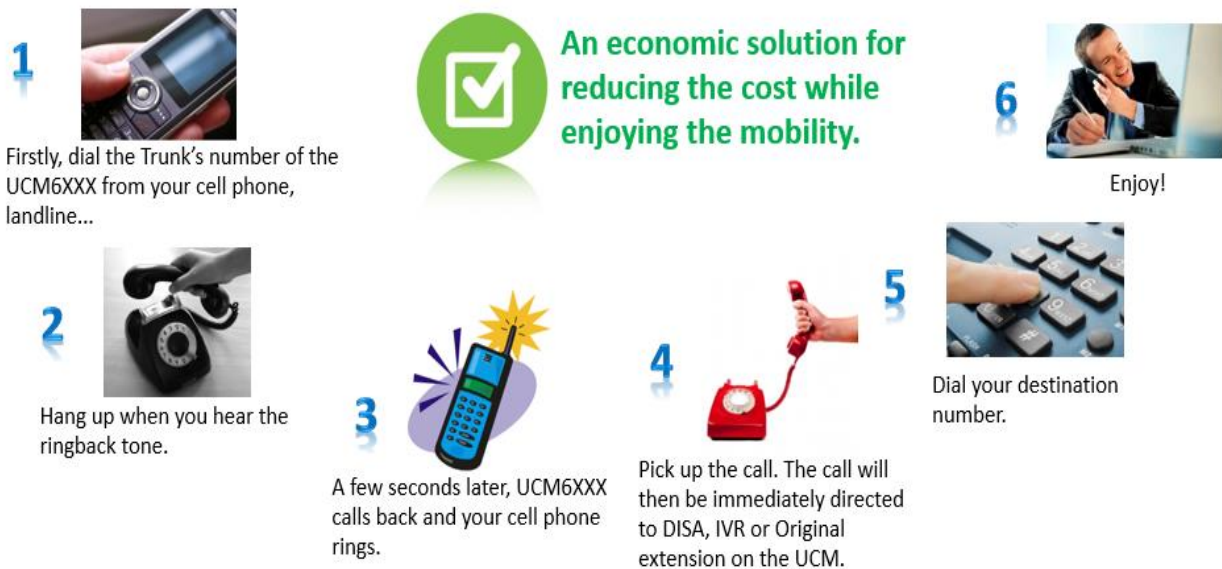 1
Firstly, dial the Trunk's number of the
UCM6XXX from your cell phone,
landline...
2
Hang up when you hear the
ringback tone.
3
A few seconds later, UCM6XXX
calls back and your cell phone
rings.
An economic solution for
reducing the cost while
enjoying the mobility.
4
Pick up the call. The call will
then be immediately directed
to DISA, IVR or Original
extension on the UCM.
5
Dial your destination
number.
6
Enjoy!